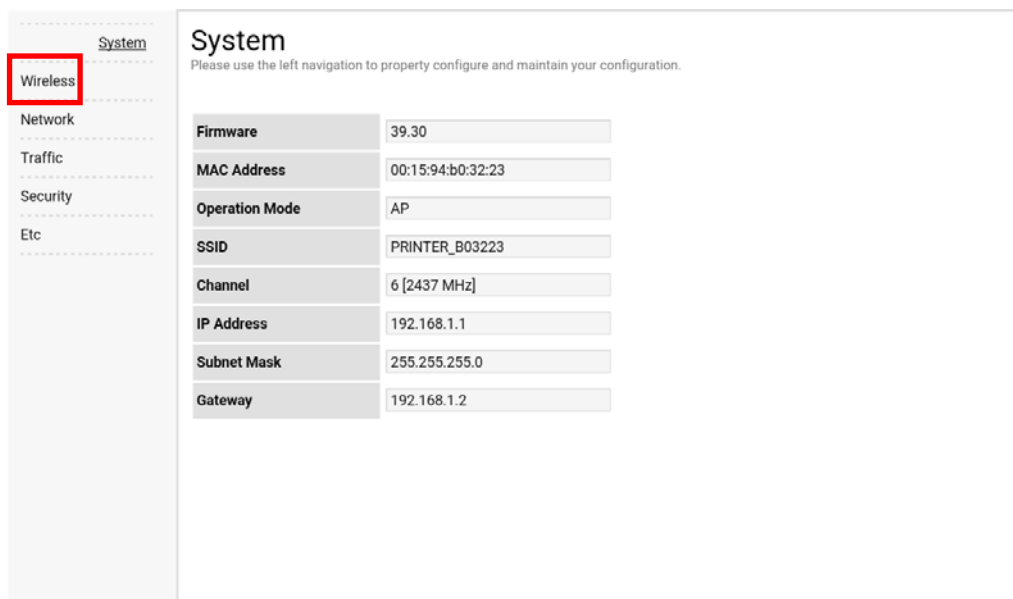 System
Wireless
Network
Traffic
Security
Etc
System
Please use the left navigation to property configure and maintain your configuration.
Firmware 39.30
MAC Address 00:15:94:b0:32:23
Operation Mode AP
SSID PRINTER_B03223
Channel 6 [2437 MHz]
IP Address 192.168.1.1
Subnet Mask 255.255.255.0
Gateway 192.168.1.2